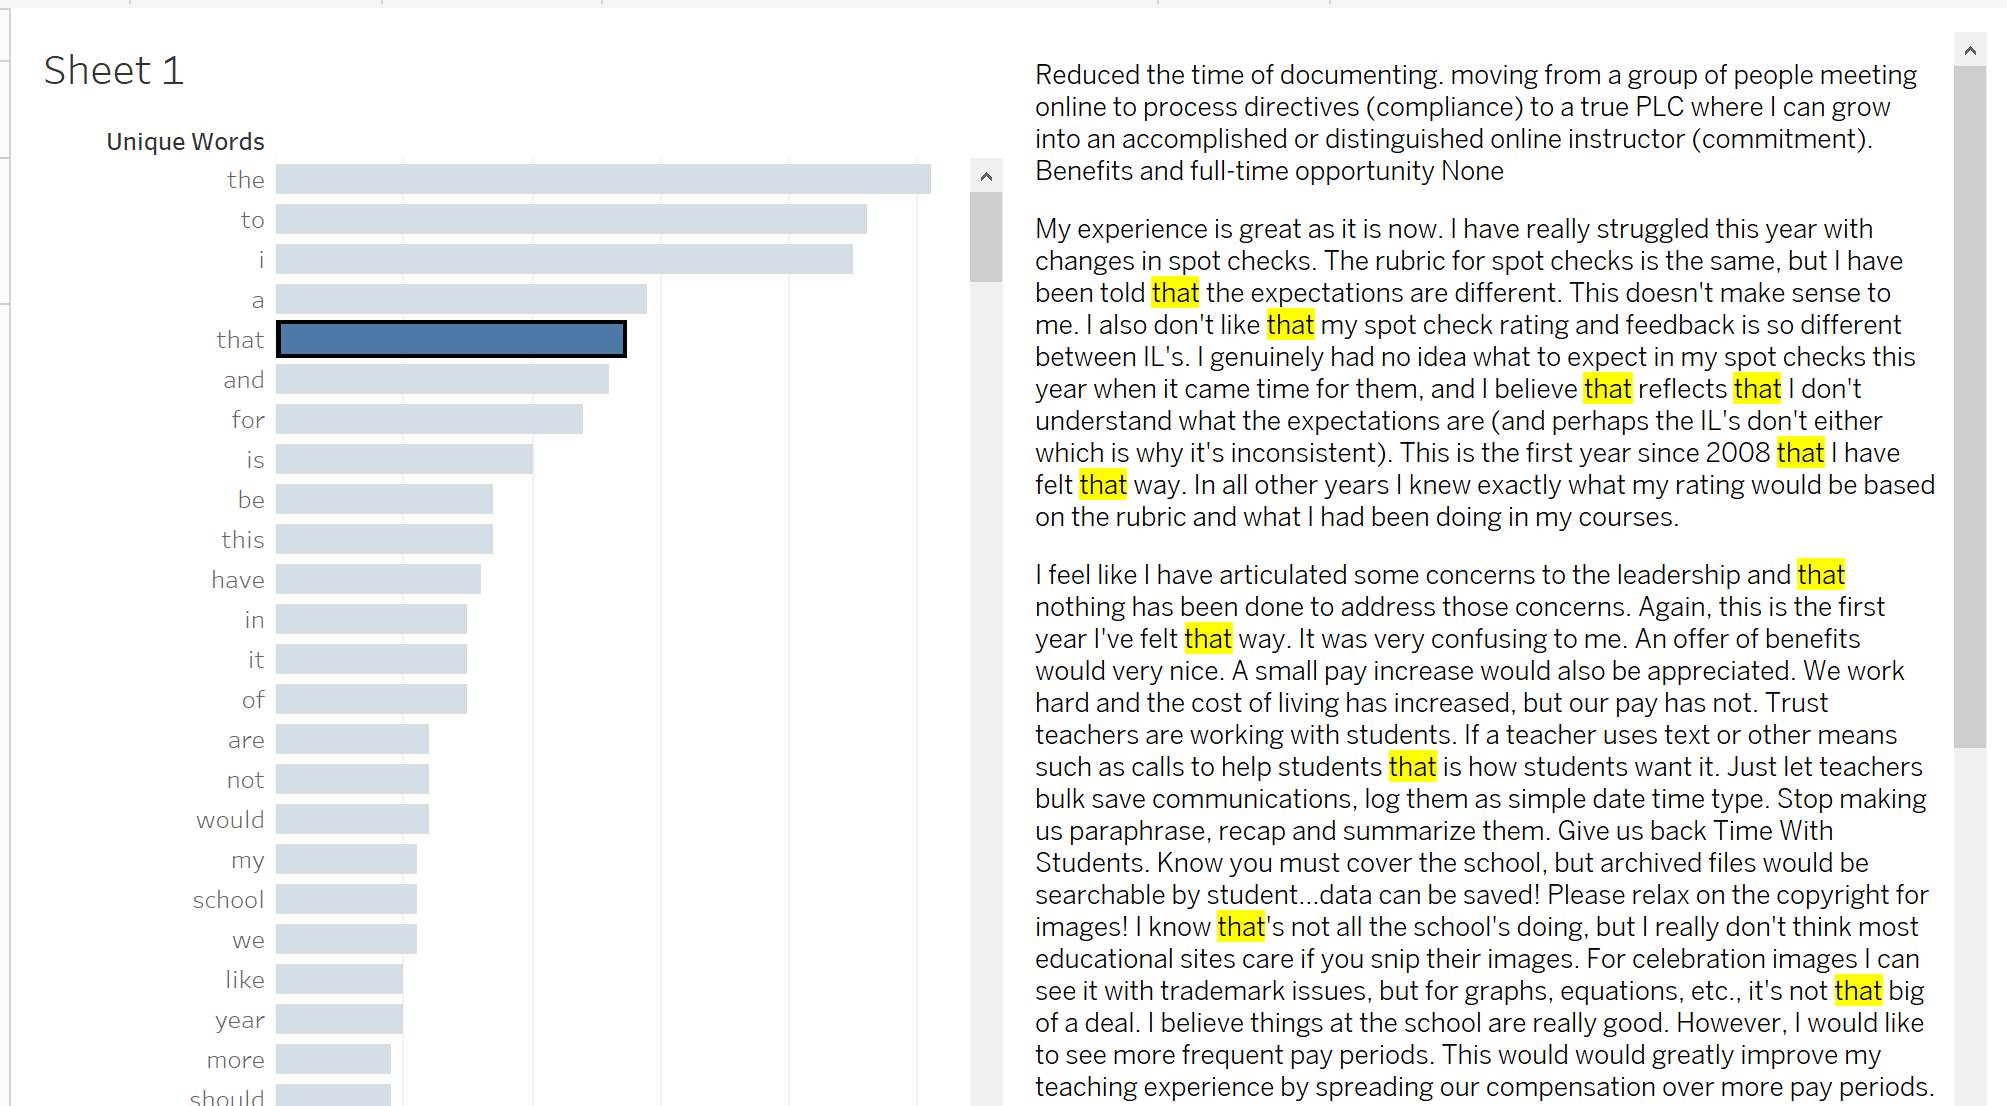 Sheet 1
Unique Words
the
to
i
a
that
and
for
is
be
this
have
in
it
of
are
not
would
my
school
we
like
year
more
should
Reduced the time of documenting. moving from a group of people meeting
online to process directives (compliance) to a true PLC where I can grow
into an accomplished or distinguished online instructor (commitment).
Benefits and full-time opportunity None
My experience is great as it is now. I have really struggled this year with
changes in spot checks. The rubric for spot checks is the same, but I have
been told that the expectations are different. This doesn't make sense to
me. I also don't like that my spot check rating and feedback is so different
between IL's. I genuinely had no idea what to expect in my spot checks this
year when it came time for them, and I believe that reflects that I don't
understand what the expectations are (and perhaps the IL's don't either
which is why it's inconsistent). This is the first year since 2008 that I have
felt that way. In all other years I knew exactly what my rating would be based
on the rubric and what I had been doing in my courses.
I feel like I have articulated some concerns to the leadership and that
nothing has been done to address those concerns. Again, this is the first
year I've felt that way. It was very confusing to me. An offer of benefits
would very nice. A small pay increase would also be appreciated. We work
hard and the cost of living has increased, but our pay has not. Trust
teachers are working with students. If a teacher uses text or other means
such as calls to help students that is how students want it. Just let teachers
bulk save communications, log them as simple date time type. Stop making
us paraphrase, recap and summarize them. Give us back Time With
Students. Know you must cover the school, but archived files would be
searchable by student...data can be saved! Please relax on the copyright for
images! I know that's not all the school's doing, but I really don't think most
educational sites care if you snip their images. For celebration images I can
see it with trademark issues, but for graphs, equations, etc., it's not that big
of a deal. I believe things at the school are really good. However, I would like
to see more frequent pay periods. This would would greatly improve my
teaching experience by spreading our compensation over more pay periods.